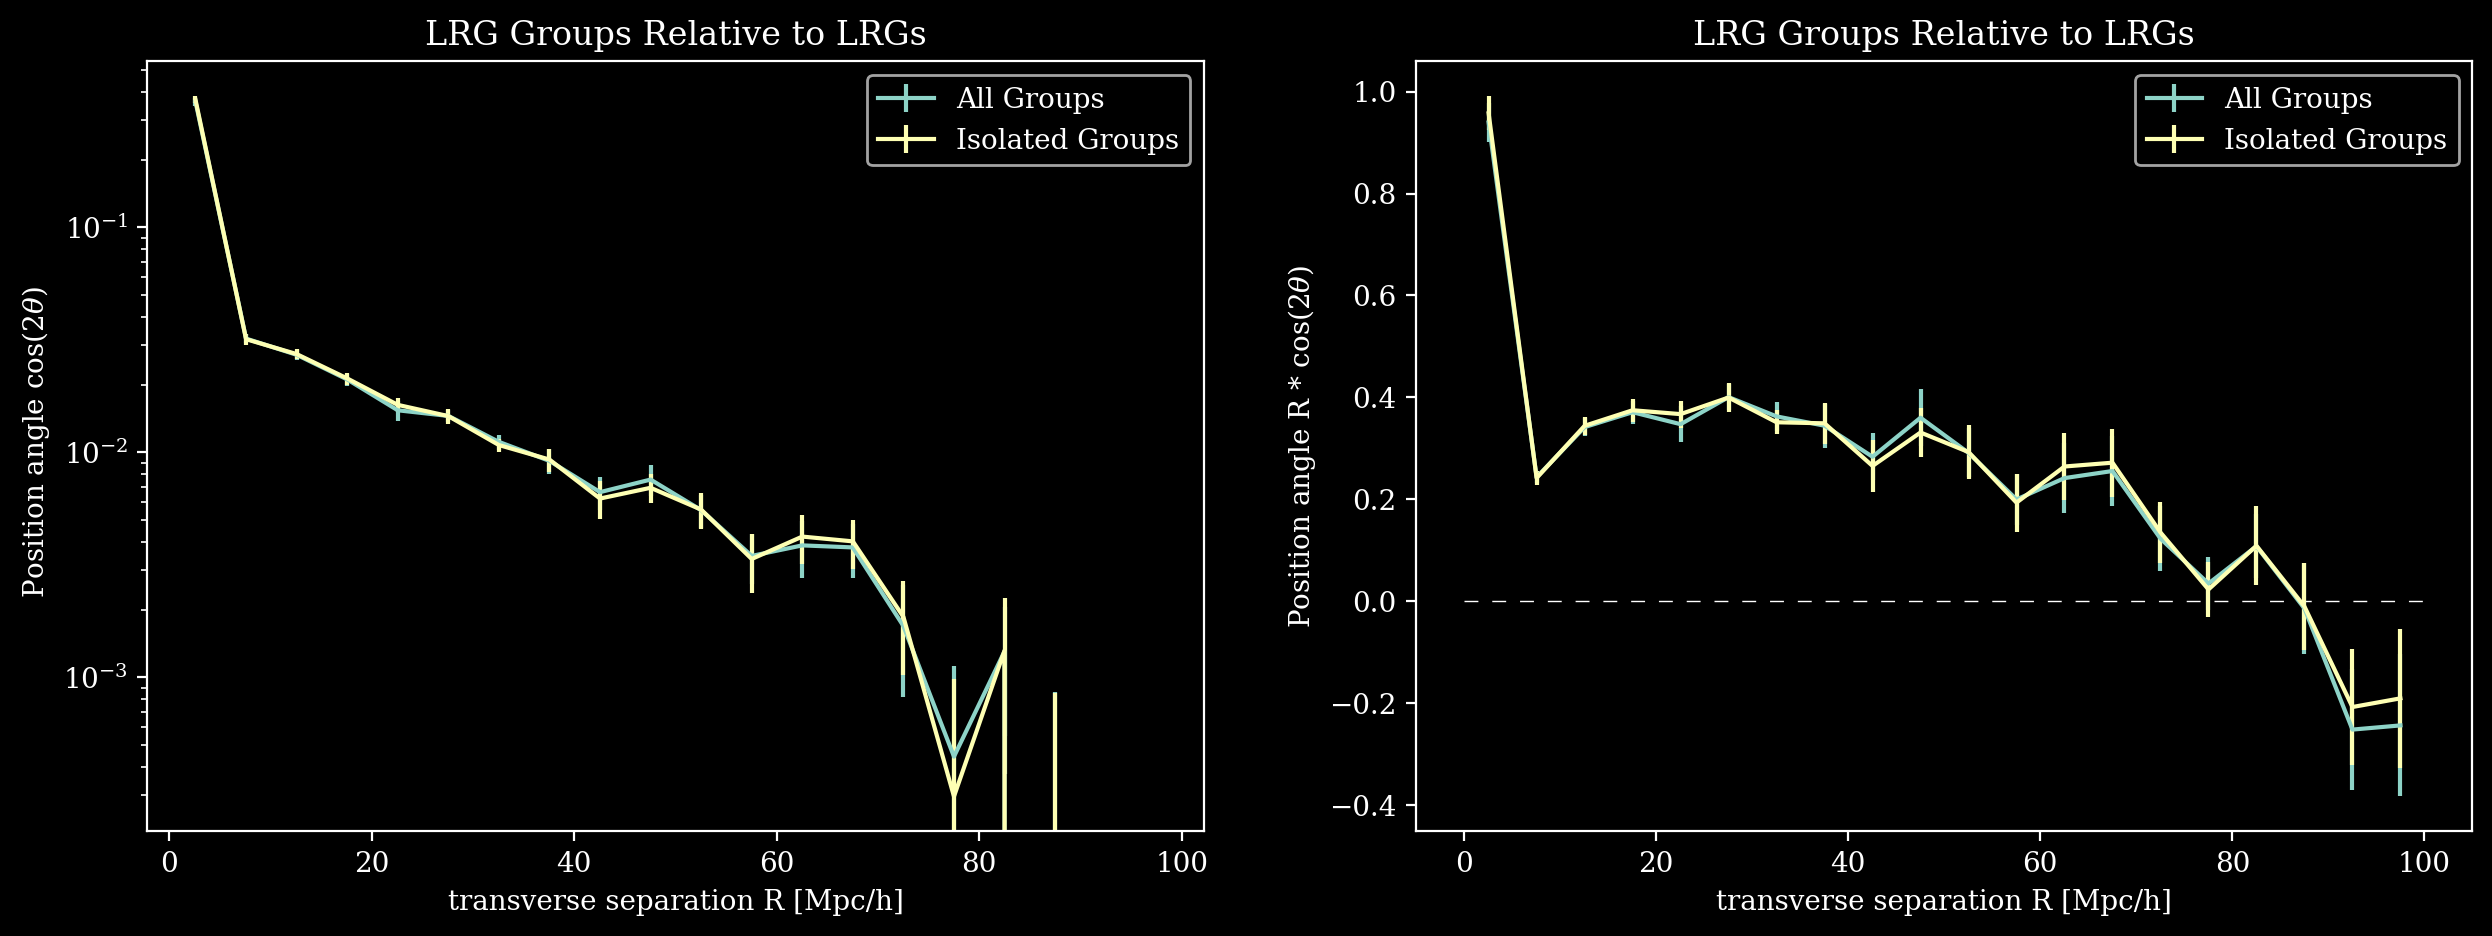 LRG Groups Relative to LRGs
All Groups
Isolated Groups
Position angle cos(2θ)
10⁻¹
10⁻²
10⁻³
0 20 40 60 80 100
transverse separation R [Mpc/h]
LRG Groups Relative to LRGs
All Groups
Isolated Groups
Position angle R * cos(2θ)
1.0
0.8
0.6
0.4
0.2
0.0
−0.2
−0.4
0 20 40 60 80 100
transverse separation R [Mpc/h]